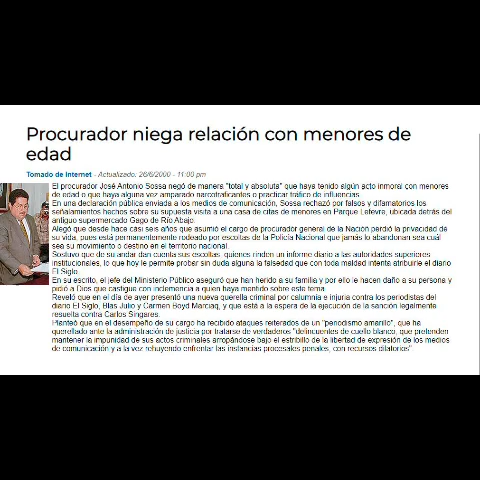 Procurador niega relación con menores de
edad
Tomado de Internet - Actualizado: 26/6/2000 - 11:00 pm
El procurador José Antonio Sossa negó de manera "total y absoluta" que haya tenido algún acto inmoral con menores
de edad o que haya alguna vez amparado narcotraficantes o practicar tráfico de influencias.
En una declaración pública enviada a los medios de comunicación, Sossa rechazó por falsos y difamatorios los
señalamientos hechos sobre su supuesta visita a una casa de citas de menores en Parque Lefevre, ubicada detrás del
antiguo supermercado Gago de Río Abajo.
Alegó que desde hace casi seis años que asumió el cargo de procurador general de la Nación perdió la privacidad de
su vida, pues está permanentemente rodeado por escoltas de la Policía Nacional que jamás lo abandonan sea cuál
sea su movimiento o destino en el territorio nacional.
Sostuvo que de su andar dan cuenta sus escoltas, quienes rinden un informe diario a las autoridades superiores
institucionales, lo que hoy le permite probar sin duda alguna la falsedad que con toda maldad intenta atribuirle el diario
El Siglo.
En su escrito, el jefe del Ministerio Público aseguró que han herido a su familia y por ello le hacen daño a su persona y
pidió a Dios que castigue con inclemencia a quien haya mentido sobre este tema.
Reveló que en el día de ayer presentó una nueva querella criminal por calumnia e injuria contra los periodistas del
diario El Siglo, Blas Julio y Carmen Boyd Marciaq, y que está a la espera de la ejecución de la sanción legalmente
resuelta contra Carlos Singares.
Planteó que en el desempeño de su cargo ha recibido ataques reiterados de un "periodismo amarillo", que ha
querellado ante la administración de justicia por tratarse de verdaderos "delincuentes de cuello blanco, que pretenden
mantener la impunidad de sus actos criminales arropándose bajo el estribillo de la libertad de expresión de los medios
de comunicación y a la vez rehuyendo enfrentar las instancias procesales penales, con recursos dilatorios".